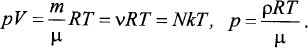 pV = m/μ RT = νRT = NkT, p = ρRT/μ.